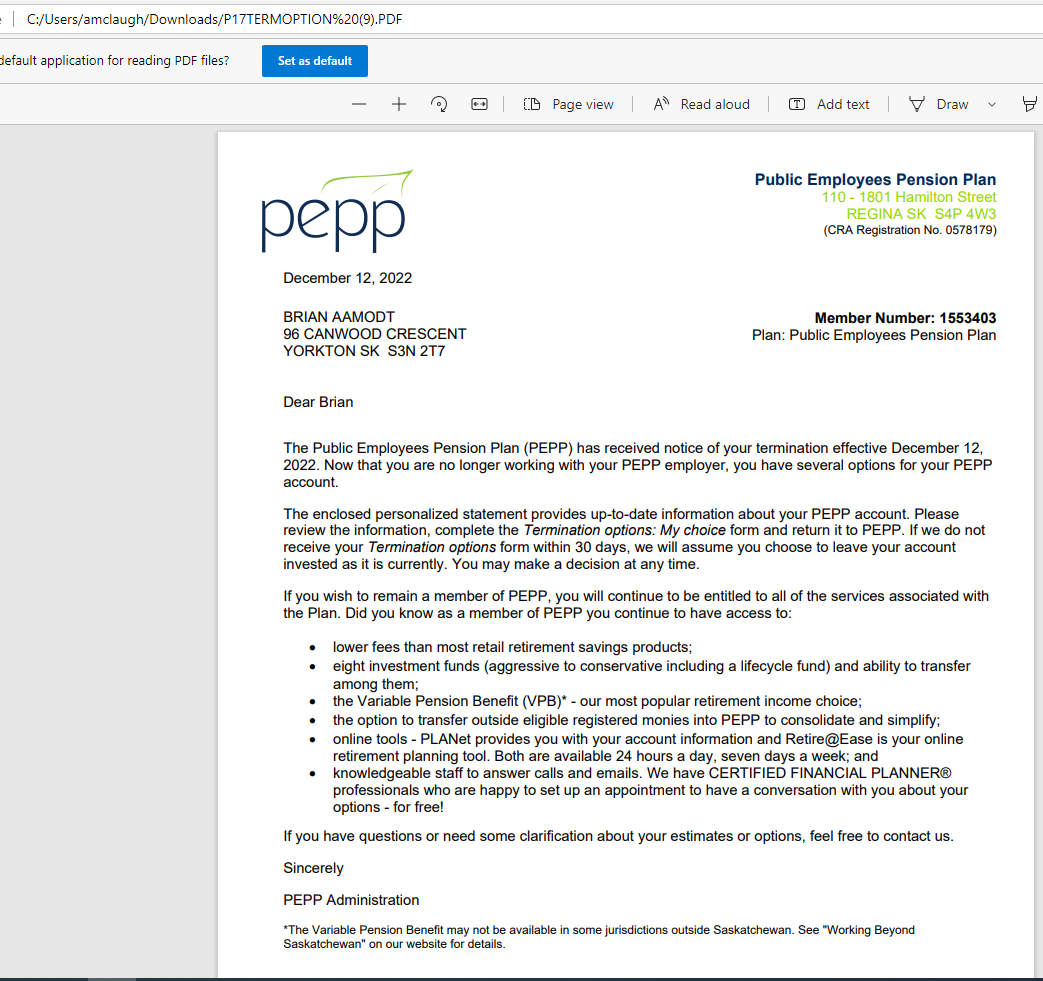 C:/Users/amclaugh/Downloads/P17TERMOPTION%20(9).PDF
default application for reading PDF files?
Set as default
Page view
Read aloud
Add text
Draw
pepp
Public Employees Pension Plan
110 - 1801 Hamilton Street
REGINA SK  S4P 4W3
(CRA Registration No. 0578179)
December 12, 2022
BRIAN AAMODT
96 CANWOOD CRESCENT
YORKTON SK  S3N 2T7
Member Number: 1553403
Plan: Public Employees Pension Plan
Dear Brian
The Public Employees Pension Plan (PEPP) has received notice of your termination effective December 12,
2022. Now that you are no longer working with your PEPP employer, you have several options for your PEPP
account.
The enclosed personalized statement provides up-to-date information about your PEPP account. Please
review the information, complete the Termination options: My choice form and return it to PEPP. If we do not
receive your Termination options form within 30 days, we will assume you choose to leave your account
invested as it is currently. You may make a decision at any time.
If you wish to remain a member of PEPP, you will continue to be entitled to all of the services associated with
the Plan. Did you know as a member of PEPP you continue to have access to:
• lower fees than most retail retirement savings products;
• eight investment funds (aggressive to conservative including a lifecycle fund) and ability to transfer
among them;
• the Variable Pension Benefit (VPB)* - our most popular retirement income choice;
• the option to transfer outside eligible registered monies into PEPP to consolidate and simplify;
• online tools - PLANet provides you with your account information and Retire@Ease is your online
retirement planning tool. Both are available 24 hours a day, seven days a week; and
• knowledgeable staff to answer calls and emails. We have CERTIFIED FINANCIAL PLANNER®
professionals who are happy to set up an appointment to have a conversation with you about your
options - for free!
If you have questions or need some clarification about your estimates or options, feel free to contact us.
Sincerely
PEPP Administration
*The Variable Pension Benefit may not be available in some jurisdictions outside Saskatchewan. See "Working Beyond
Saskatchewan" on our website for details.